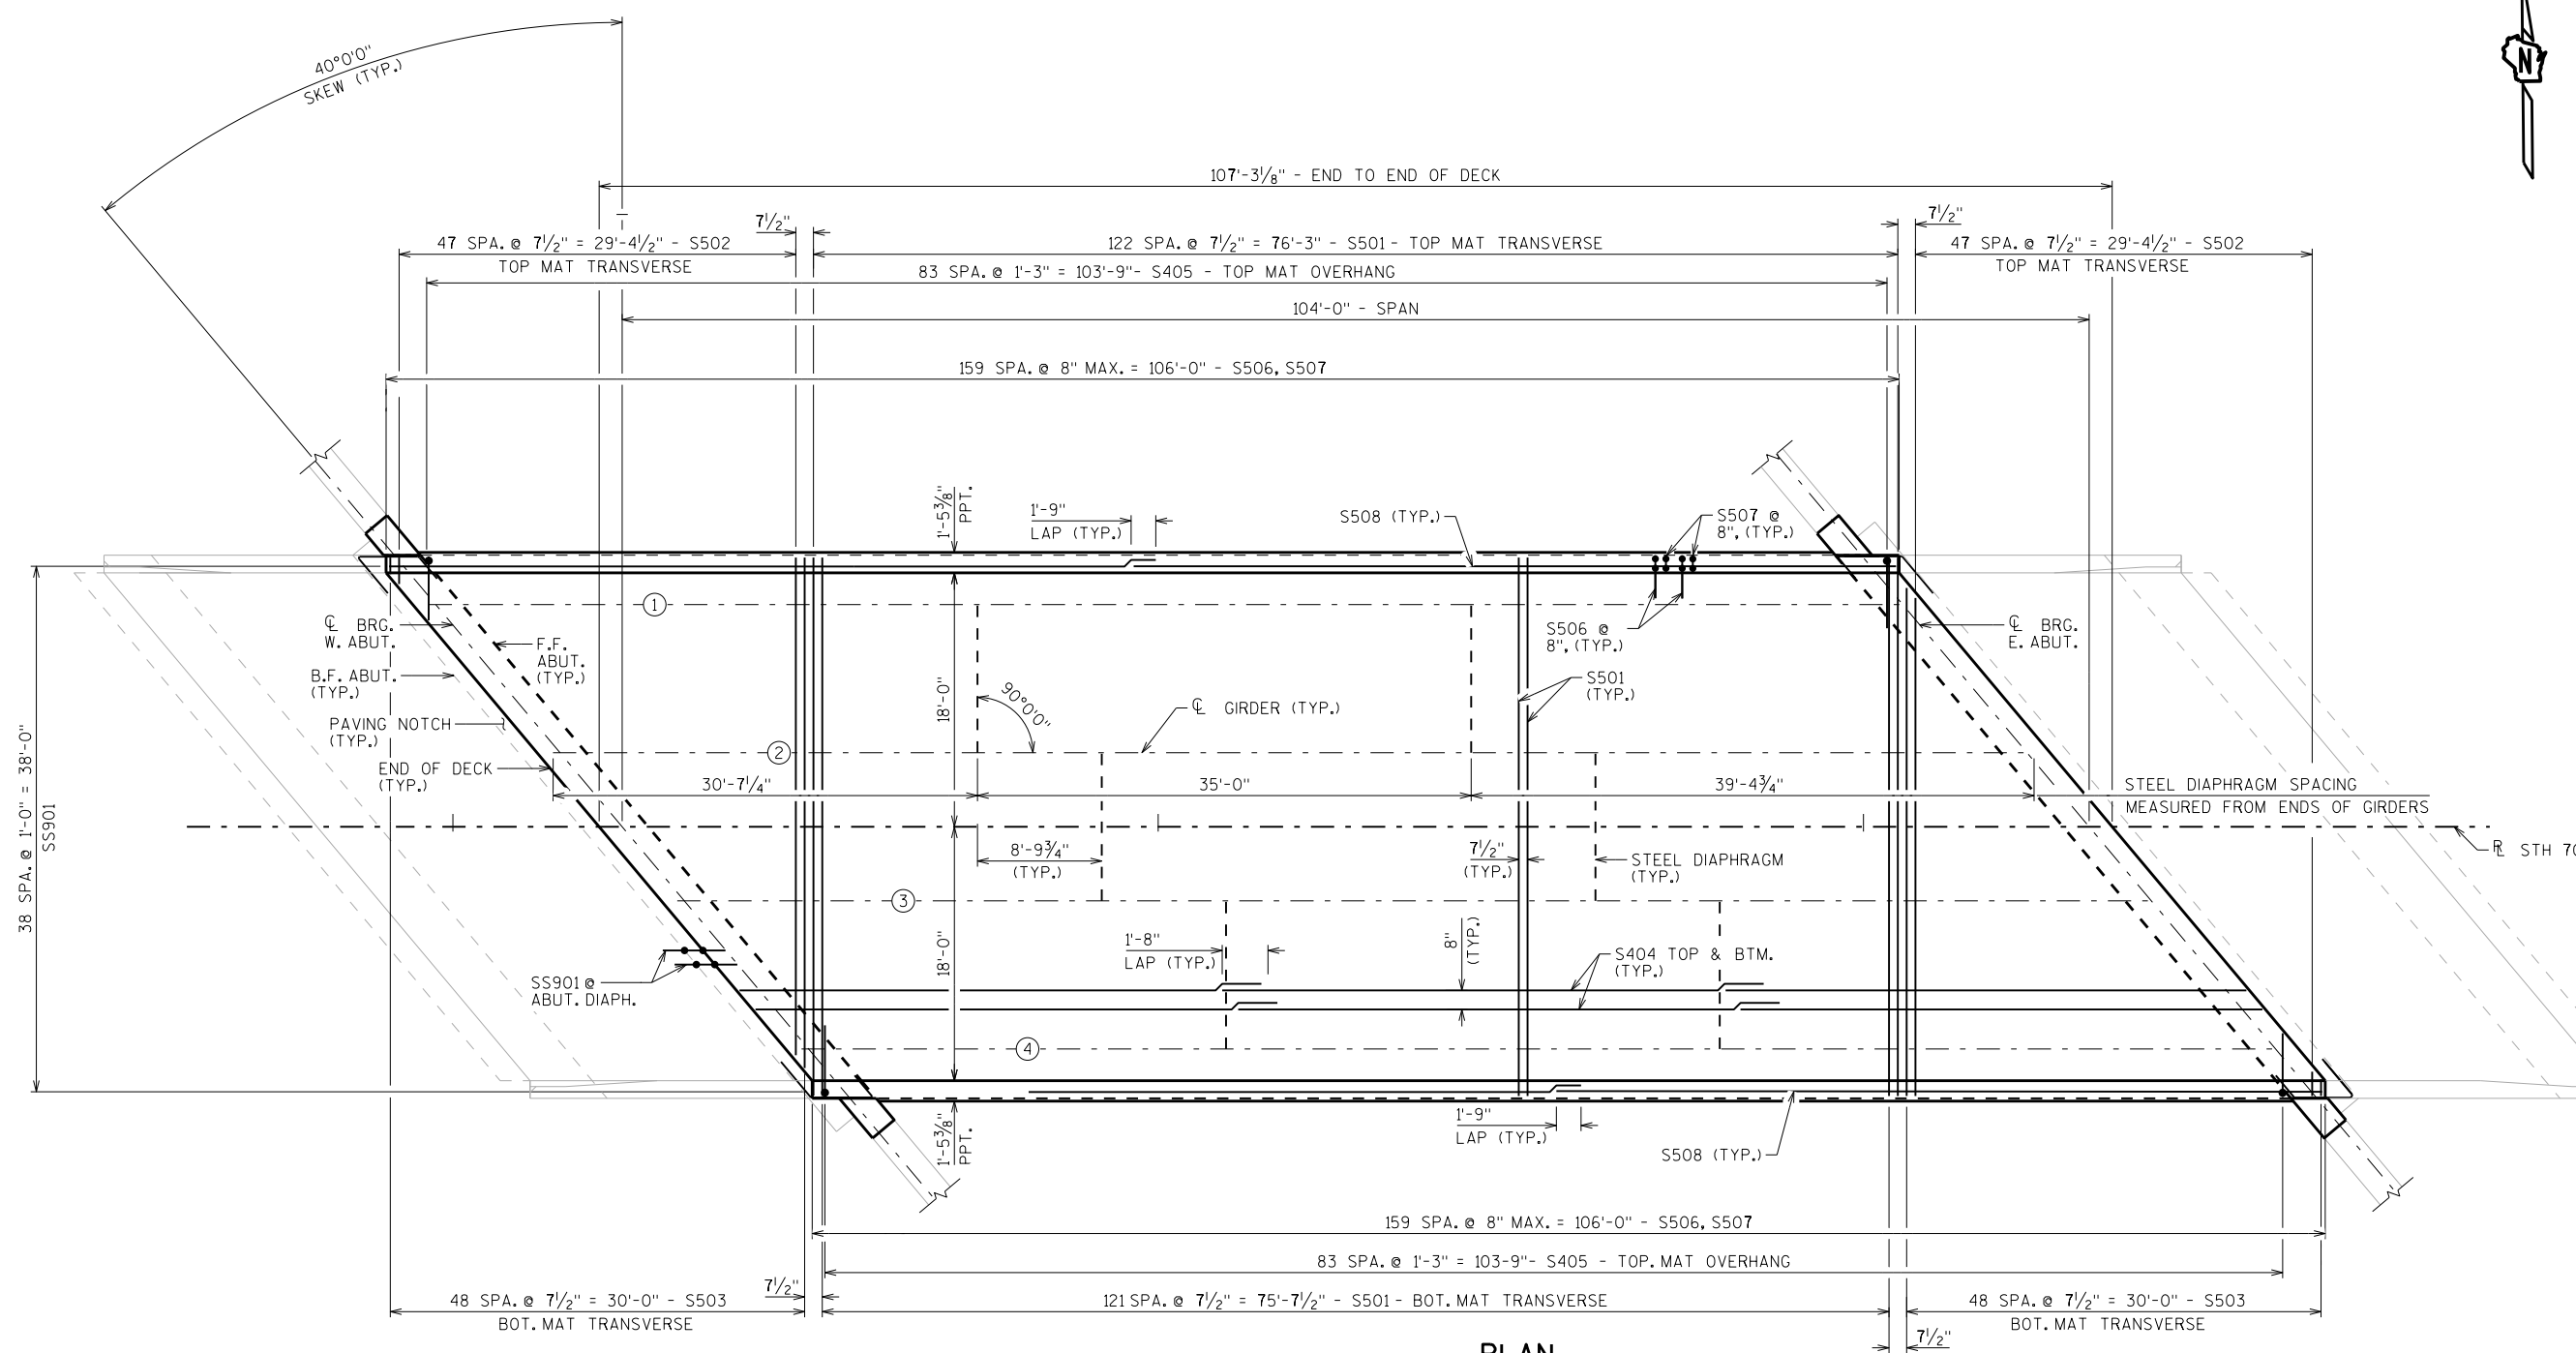 N
40°0'0"
SKEW (TYP.)
107'-3 1/8" - END TO END OF DECK
7 1/2"
7 1/2"
47 SPA. @ 7 1/2" = 29'-4 1/2" - S502
TOP MAT TRANSVERSE
122 SPA. @ 7 1/2" = 76'-3" - S501 - TOP MAT TRANSVERSE
47 SPA. @ 7 1/2" = 29'-4 1/2" - S502
TOP MAT TRANSVERSE
83 SPA. @ 1'-3" = 103'-9"- S405 - TOP MAT OVERHANG
104'-0" - SPAN
159 SPA. @ 8" MAX. = 106'-0" - S506, S507
1'-5 3/8"
PPT.
1'-9"
LAP (TYP.)
S508 (TYP.)
S507 @
8", (TYP.)
1
℄ BRG.
W. ABUT.
F.F.
ABUT.
(TYP.)
B.F. ABUT.
(TYP.)
S506 @
8", (TYP.)
℄ BRG.
E. ABUT.
S501
(TYP.)
18'-0"
90°0'0"
℄ GIRDER (TYP.)
PAVING NOTCH
(TYP.)
2
END OF DECK
(TYP.)
30'-7 1/4"
35'-0"
39'-4 3/4"
STEEL DIAPHRAGM SPACING
MEASURED FROM ENDS OF GIRDERS
38 SPA. @ 1'-0" = 38'-0"
SS901
8'-9 3/4"
(TYP.)
7 1/2"
(TYP.)
STEEL DIAPHRAGM
(TYP.)
STH 70
3
18'-0"
1'-8"
LAP (TYP.)
8"
(TYP.)
S404 TOP & BTM.
(TYP.)
SS901 @
ABUT. DIAPH.
4
1'-5 3/8"
PPT.
1'-9"
LAP (TYP.)
S508 (TYP.)
159 SPA. @ 8" MAX. = 106'-0" - S506, S507
83 SPA. @ 1'-3" = 103-9"- S405 - TOP. MAT OVERHANG
48 SPA. @ 7 1/2" = 30'-0" - S503
BOT. MAT TRANSVERSE
7 1/2"
121 SPA. @ 7 1/2" = 75'-7 1/2" - S501 - BOT. MAT TRANSVERSE
48 SPA. @ 7 1/2" = 30'-0" - S503
BOT. MAT TRANSVERSE
7 1/2"
PLAN